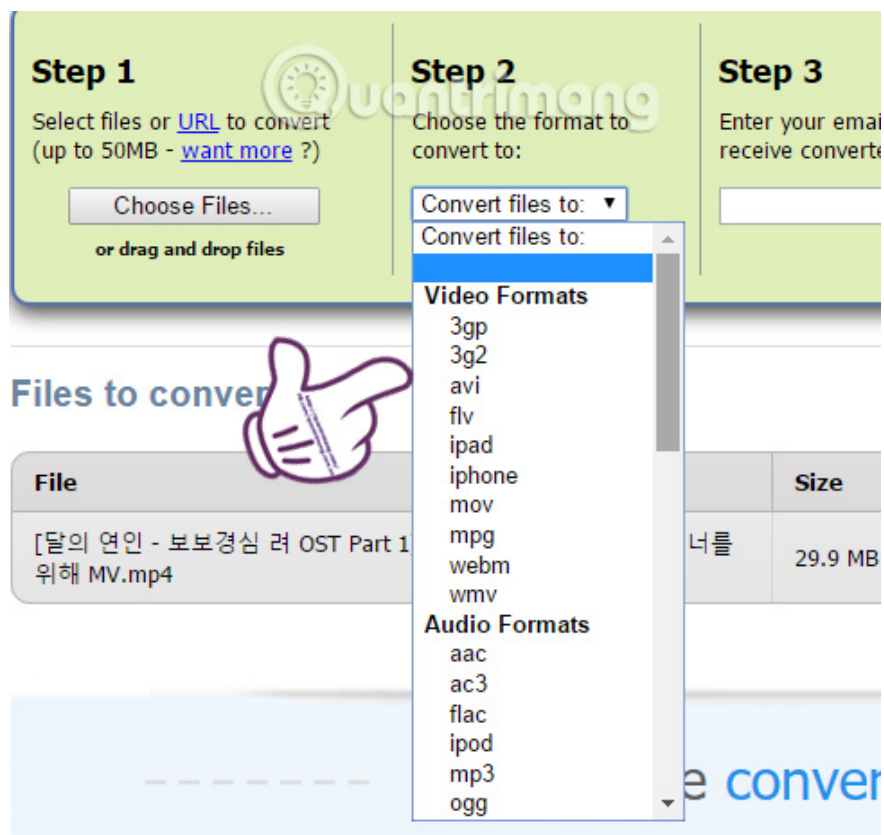 Step 1
Select files or URL to convert
(up to 50MB - want more ?)
Choose Files...
or drag and drop files
Quantrimang
Step 2
Choose the format to
convert to:
Convert files to:
Convert files to:
Video Formats
3gp
3g2
avi
flv
ipad
iphone
mov
mpg
webm
wmv
Audio Formats
aac
ac3
flac
ipod
mp3
ogg
Step 3
Enter your emai
receive converte
Files to conver
File
Size
[달의 연인 - 보보경심 려 OST Part 1] 너를
위해 MV.mp4
29.9 MB
e conver